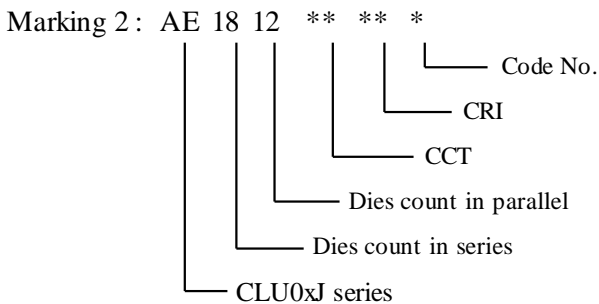 Marking 2 : AE 18 12 ** ** *
Code No.
CRI
CCT
Dies count in parallel
Dies count in series
CLU0xJ series